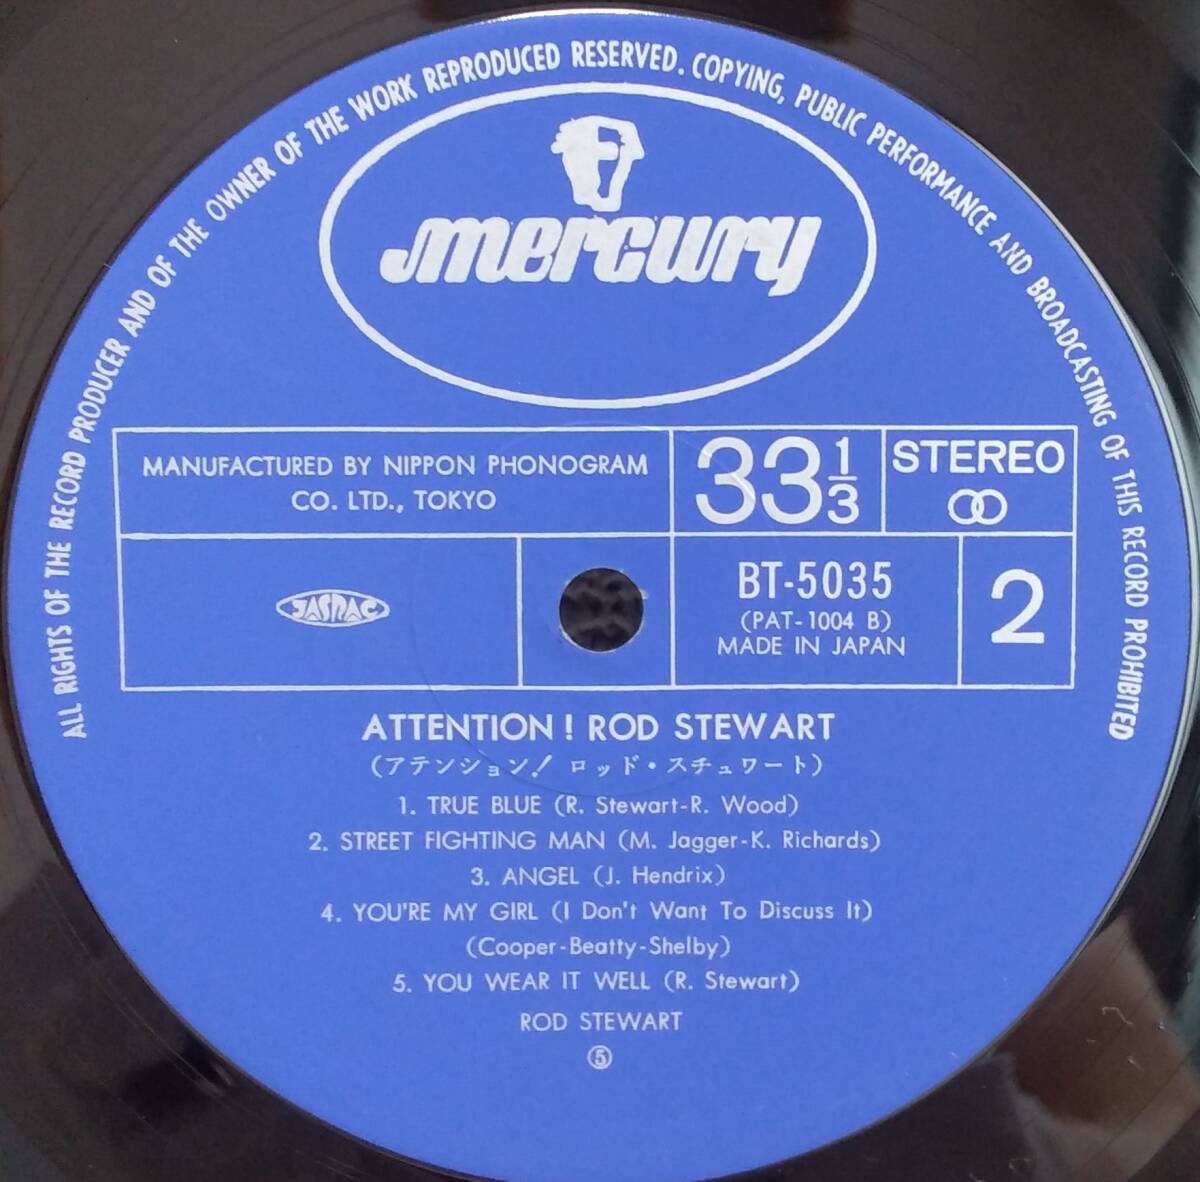 ALL RIGHTS OF THE RECORD PRODUCER AND OF THE OWNER OF THE WORK REPRODUCED RESERVED. COPYING, PUBLIC PERFORMANCE AND BROADCASTING OF THIS RECORD PROHIBITED
mercury
MANUFACTURED BY NIPPON PHONOGRAM
CO. LTD., TOKYO
33 1/3
STEREO
JASRAC
BT-5035
(PAT-1004 B)
MADE IN JAPAN
2
ATTENTION! ROD STEWART
(アテンション! ロッド・スチュワート)
1. TRUE BLUE (R. Stewart-R. Wood)
2. STREET FIGHTING MAN (M. Jagger-K. Richards)
3. ANGEL (J. Hendrix)
4. YOU'RE MY GIRL (I Don't Want To Discuss It)
(Cooper-Beatty-Shelby)
5. YOU WEAR IT WELL (R. Stewart)
ROD STEWART
⑤